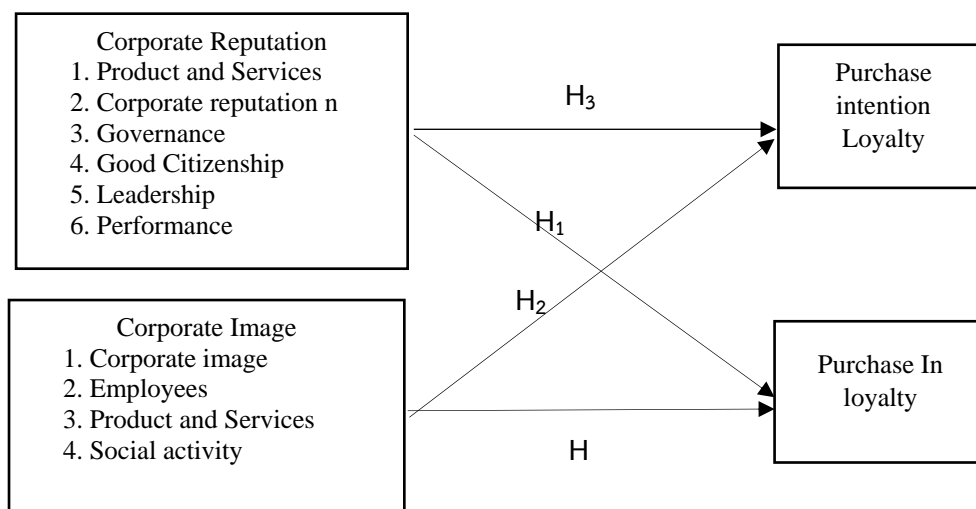 Corporate Reputation
1. Product and Services
2. Corporate reputation n
3. Governance
4. Good Citizenship
5. Leadership
6. Performance
H3
Purchase
intention
Loyalty
H1
H2
Corporate Image
1. Corporate image
2. Employees
3. Product and Services
4. Social activity
Purchase In
loyalty
H